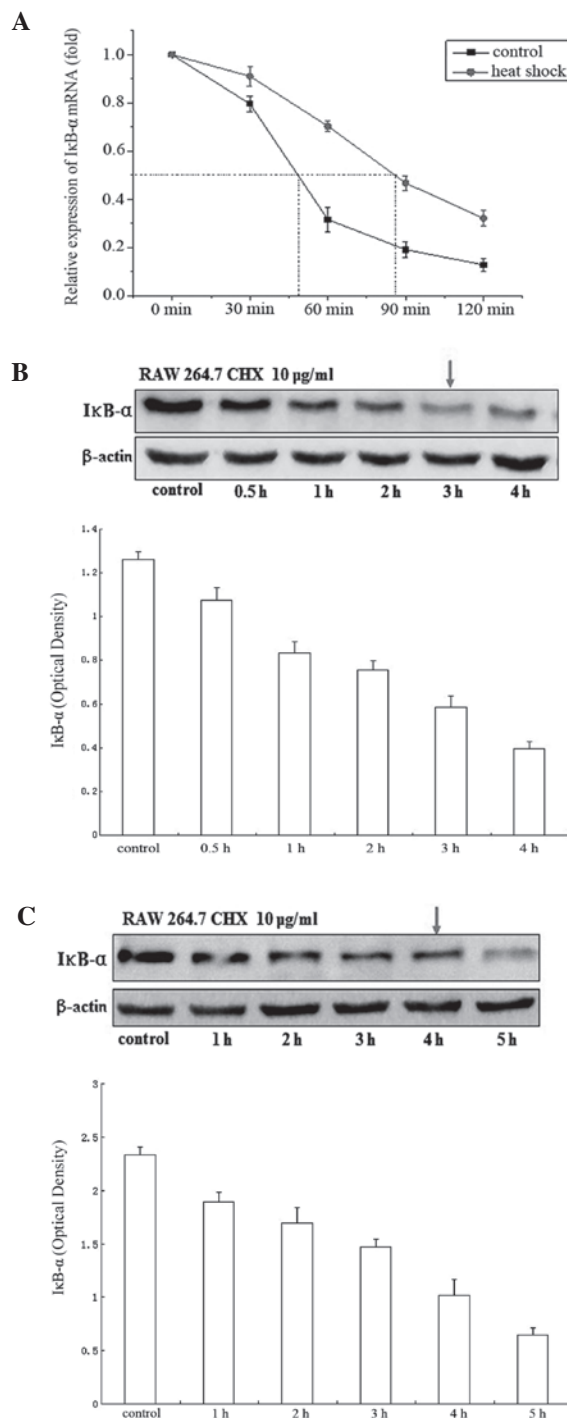 A
Relative expression of IκB-α mRNA (fold)
control
heat shock
1.0
0.8
0.6
0.4
0.2
0.0
0 min 30 min 60 min 90 min 120 min
B
RAW 264.7 CHX 10 μg/ml
IκB-α
β-actin
control 0.5 h 1 h 2 h 3 h 4 h
IκB-α (Optical Density)
1.4
1.2
1
0.8
0.6
0.4
0.2
0
control 0.5 h 1 h 2 h 3 h 4 h
C
RAW 264.7 CHX 10 μg/ml
IκB-α
β-actin
control 1 h 2 h 3 h 4 h 5 h
IκB-α (Optical Density)
3
2.5
2
1.5
1
0.5
0
control 1 h 2 h 3 h 4 h 5 h